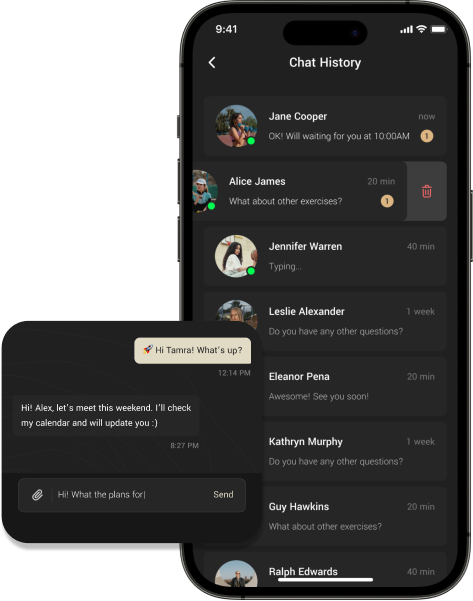 9:41
Chat History
Jane Cooper
now
OK! Will waiting for you at 10:00AM
1
Alice James
20 min
What about other exercises?
1
Jennifer Warren
40 min
Typing...
Leslie Alexander
1 week
Do you have any other questions?
Eleanor Pena
20 min
Awesome! See you soon!
Kathryn Murphy
1 week
Do you have any other questions?
Guy Hawkins
20 min
What about other exercises?
Ralph Edwards
40 min
🚀 Hi Tamra! What's up?
12:14 PM
Hi! Alex, let's meet this weekend. I'll check
my calendar and will update you :)
8:27 PM
Hi! What the plans for
Send